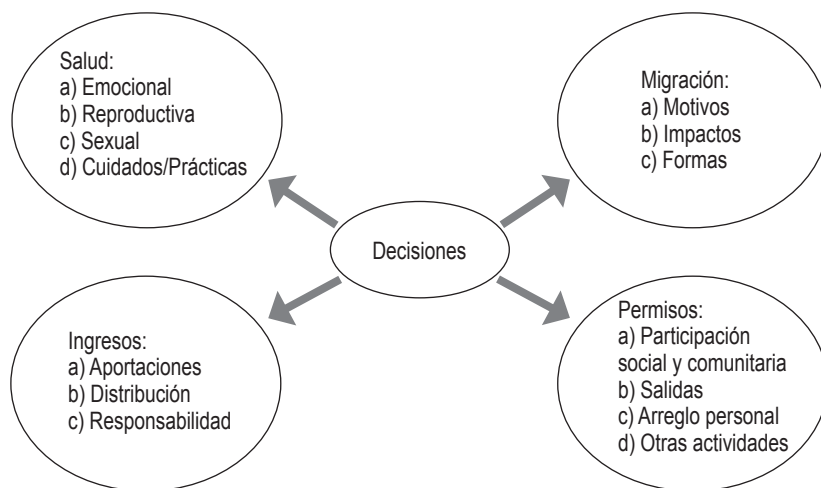 Salud:
a) Emocional
b) Reproductiva
c) Sexual
d) Cuidados/Prácticas
Migración:
a) Motivos
b) Impactos
c) Formas
Decisiones
Ingresos:
a) Aportaciones
b) Distribución
c) Responsabilidad
Permisos:
a) Participación
social y comunitaria
b) Salidas
c) Arreglo personal
d) Otras actividades